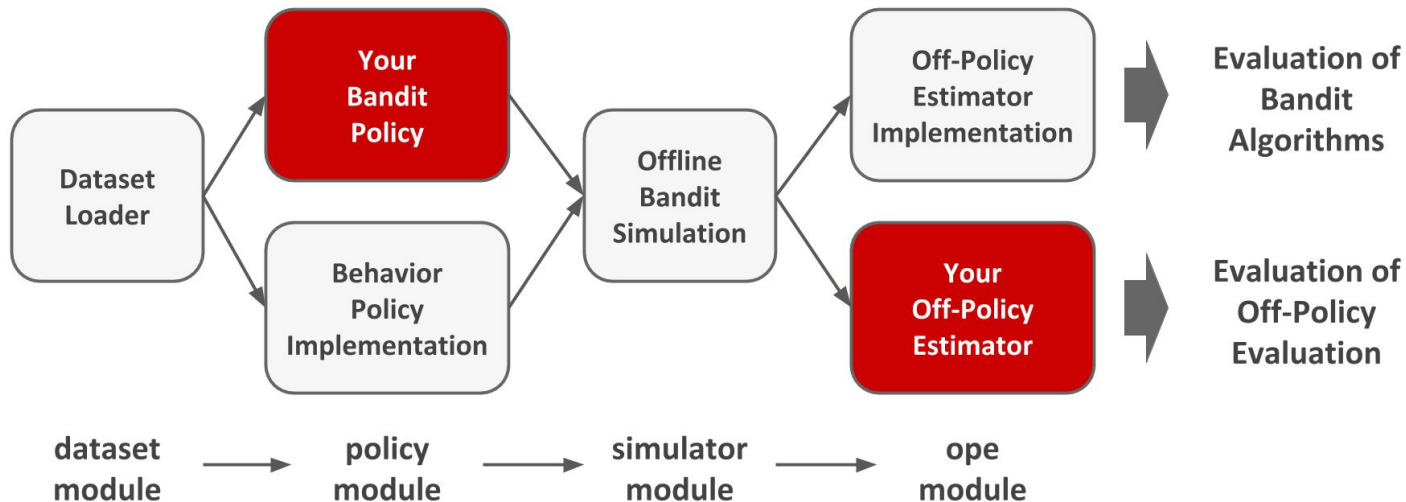 Dataset
Loader
Your
Bandit
Policy
Behavior
Policy
Implementation
Offline
Bandit
Simulation
Off-Policy
Estimator
Implementation
Your
Off-Policy
Estimator
Evaluation of
Bandit
Algorithms
Evaluation of
Off-Policy
Evaluation
dataset
module
policy
module
simulator
module
ope
module